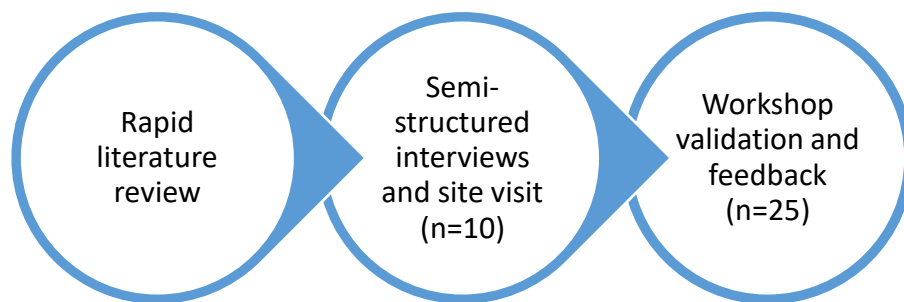 Rapid
literature
review
Semi-
structured
interviews
and site visit
(n=10)
Workshop
validation and
feedback
(n=25)